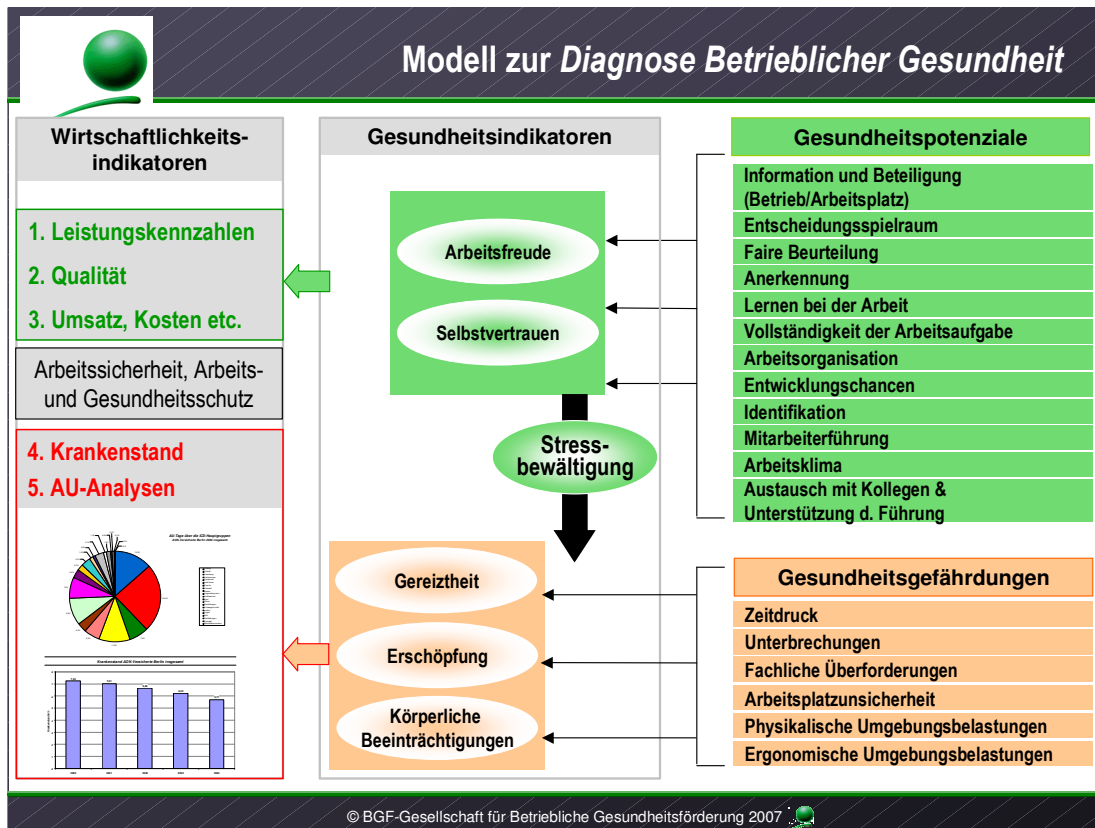 Modell zur Diagnose Betrieblicher Gesundheit
Wirtschaftlichkeits-
indikatoren
1. Leistungskennzahlen
2. Qualität
3. Umsatz, Kosten etc.
Arbeitssicherheit, Arbeits-
und Gesundheitsschutz
4. Krankenstand
5. AU-Analysen
Gesundheitsindikatoren
Arbeitsfreude
Selbstvertrauen
Stress-
bewältigung
Gereiztheit
Erschöpfung
Körperliche
Beeinträchtigungen
Gesundheitspotenziale
Information und Beteiligung
(Betrieb/Arbeitsplatz)
Entscheidungsspielraum
Faire Beurteilung
Anerkennung
Lernen bei der Arbeit
Vollständigkeit der Arbeitsaufgabe
Arbeitsorganisation
Entwicklungschancen
Identifikation
Mitarbeiterführung
Arbeitsklima
Austausch mit Kollegen &
Unterstützung d. Führung
Gesundheitsgefährdungen
Zeitdruck
Unterbrechungen
Fachliche Überforderungen
Arbeitsplatzunsicherheit
Physikalische Umgebungsbelastungen
Ergonomische Umgebungsbelastungen
© BGF-Gesellschaft für Betriebliche Gesundheitsförderung 2007